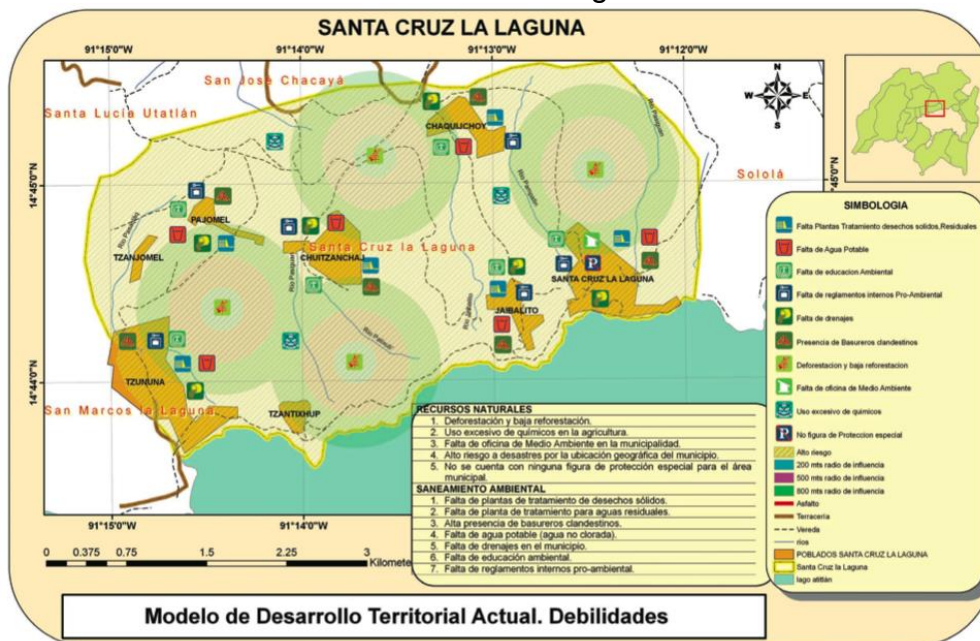 SANTA CRUZ LA LAGUNA
91°15'0"W 91°14'0"W 91°13'0"W 91°12'0"W
San José Chacayá
Santa Lucía Utatlán
CHAQUIJCHOY
N
W E
S
14°45'0"N
14°45'0"N
Sololá
PAJOMEL
TZANJOMEL
Santa Cruz la Laguna
CHUITZANCHAJ
SANTA CRUZ LA LAGUNA
JAIBALITO
14°44'0"N
14°44'0"N
TZUNUNA
San Marcos la Laguna
TZANTIXHUP
SIMBOLOGIA
Falta Plantas Tratamiento desechos solidos,Residuales
Falta de Agua Potable
Falta de educacion Ambiental
Falta de reglamentos internos Pro-Ambiental
Falta de drenajes
Presencia de Basureros clandestinos
Deforestacion y baja reforestacion
Falta de oficina de Medio Ambiente
Uso excesivo de quimicos
P No figura de Proteccion especial
Alto riesgo
200 mts radio de influencia
500 mts radio de influencia
800 mts radio de influencia
Asfalto
Terraceria
Vereda
rios
POBLADOS SANTA CRUZ LA LAGUNA
Santa Cruz la Laguna
lago atitlán
RECURSOS NATURALES
1. Deforestación y baja reforestación.
2. Uso excesivo de químicos en la agricultura.
3. Falta de oficina de Medio Ambiente en la municipalidad.
4. Alto riesgo a desastres por la ubicación geográfica del municipio.
5. No se cuenta con ninguna figura de protección especial para el área
municipal.
SANEAMIENTO AMBIENTAL
1. Falta de plantas de tratamiento de desechos sólidos.
2. Falta de planta de tratamiento para aguas residuales.
3. Alta presencia de basureros clandestinos.
4. Falta de agua potable (agua no clorada).
5. Falta de drenajes en el municipio.
6. Falta de educación ambiental.
7. Falta de reglamentos internos pro-ambiental.
91°15'0"W 91°14'0"W
0 0.375 0.75 1.5 2.25 3
Kilomete
Modelo de Desarrollo Territorial Actual. Debilidades